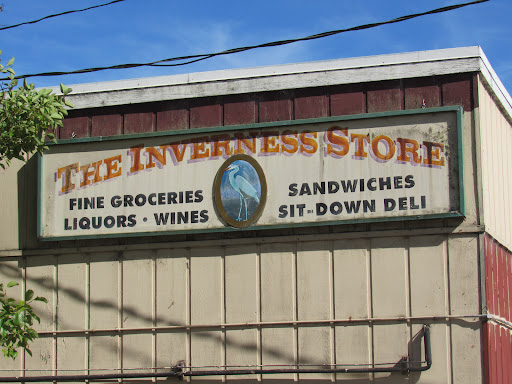 THE INVERNESS STORE
FINE GROCERIES
LIQUORS · WINES
SANDWICHES
SIT-DOWN DELI